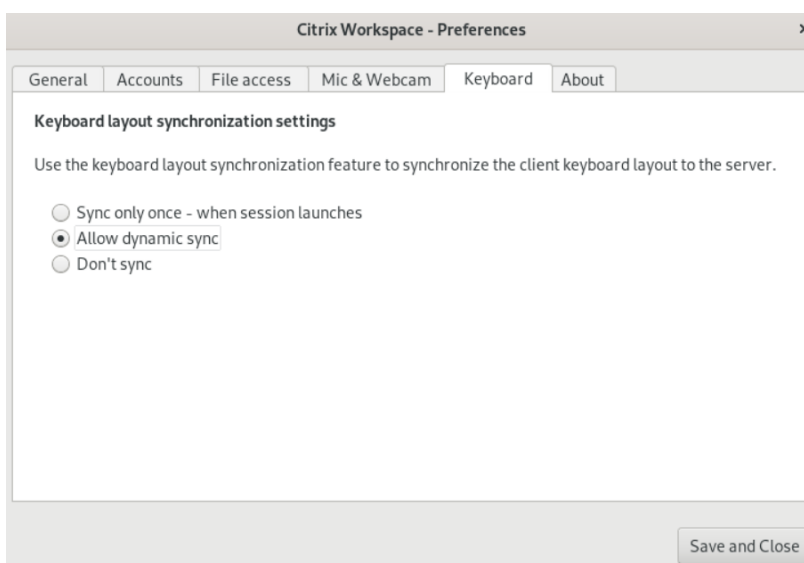 Citrix Workspace - Preferences
General Accounts File access Mic & Webcam Keyboard About
Keyboard layout synchronization settings
Use the keyboard layout synchronization feature to synchronize the client keyboard layout to the server.
Sync only once - when session launches
Allow dynamic sync
Don't sync
Save and Close